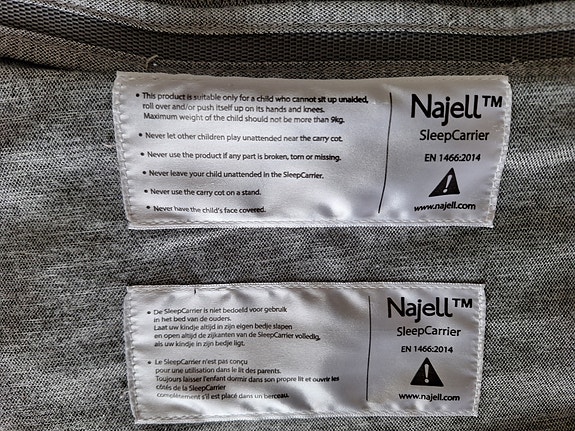 • This product is suitable only for a child who cannot sit up unaided,
roll over and/or push itself up on its hands and knees.
Maximum weight of the child should not be more than 9kg.
• Never let other children play unattended near the carry cot.
• Never use the product if any part is broken, torn or missing.
• Never leave your child unattended in the SleepCarrier.
• Never use the carry cot on a stand.
• Never have the child's face covered.
Najell™
SleepCarrier
EN 1466:2014
www.najell.com
• De SleepCarrier is niet bedoeld voor gebruik
in het bed van de ouders.
Laat uw kindje altijd in zijn eigen bedje slapen
en open altijd de zijkanten van de SleepCarrier volledig,
als uw kindje in zijn bedje ligt.
• Le SleepCarrier n'est pas conçu
pour une utilisation dans le lit des parents.
Toujours laisser l'enfant dormir dans son propre lit et ouvrir les
côtés de la SleepCarrier
complètement s'il est placé dans un berceau.
Najell™
SleepCarrier
EN 1466:2014
www.najell.com